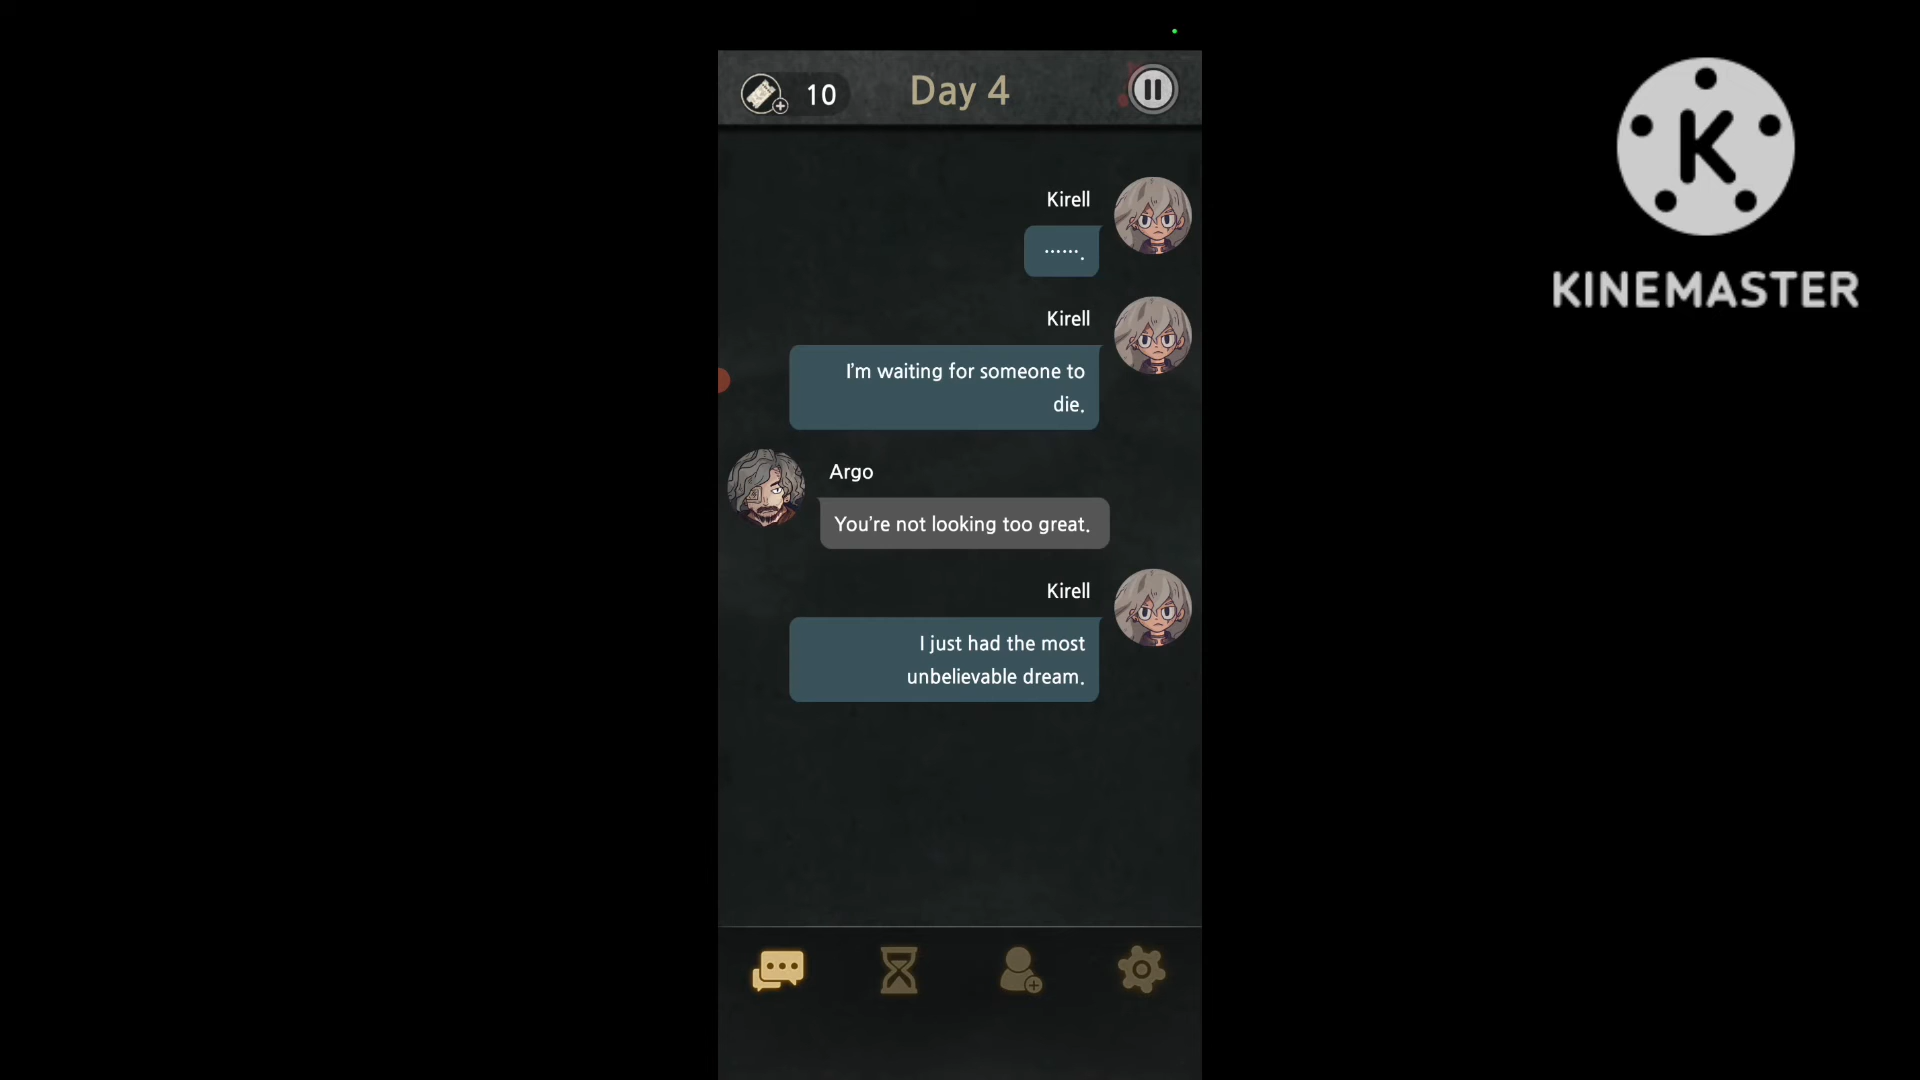 10
Day 4
Kirell
…….
Kirell
I'm waiting for someone to
die.
Argo
You're not looking too great.
Kirell
I just had the most
unbelievable dream.
K
KINEMASTER